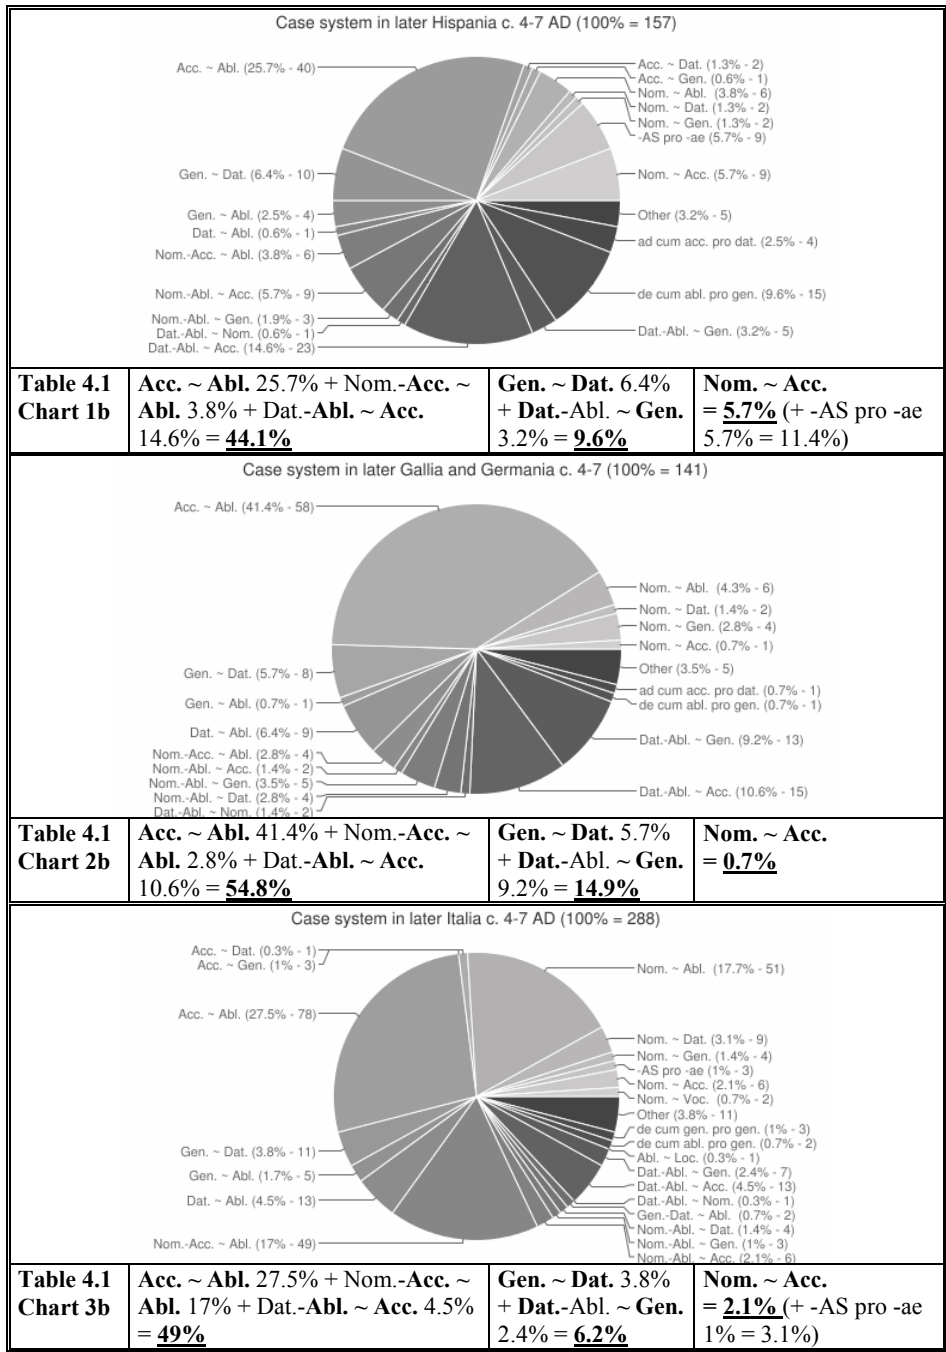 Case system in later Hispania c. 4-7 AD (100% = 157)
Acc. ~ Abl. (25.7% - 40)
Gen. ~ Dat. (6.4% - 10)
Gen. ~ Abl. (2.5% - 4)
Dat. ~ Abl. (0.6% - 1)
Nom.-Acc. ~ Abl. (3.8% - 6)
Nom.-Abl. ~ Acc. (5.7% - 9)
Nom.-Abl. ~ Gen. (1.9% - 3)
Dat.-Abl. ~ Nom. (0.6% - 1)
Dat.-Abl. ~ Acc. (14.6% - 23)
Acc. ~ Dat. (1.3% - 2)
Acc. ~ Gen. (0.6% - 1)
Nom. ~ Abl. (3.8% - 6)
Nom. ~ Dat. (1.3% - 2)
Nom. ~ Gen. (1.3% - 2)
-AS pro -ae (5.7% - 9)
Nom. ~ Acc. (5.7% - 9)
Other (3.2% - 5)
ad cum acc. pro dat. (2.5% - 4)
de cum abl. pro gen. (9.6% - 15)
Dat.-Abl. ~ Gen. (3.2% - 5)
Table 4.1
Chart 1b
Acc. ~ Abl. 25.7% + Nom.-Acc. ~
Abl. 3.8% + Dat.-Abl. ~ Acc.
14.6% = 44.1%
Gen. ~ Dat. 6.4%
+ Dat.-Abl. ~ Gen.
3.2% = 9.6%
Nom. ~ Acc.
= 5.7% (+ -AS pro -ae
5.7% = 11.4%)
Case system in later Gallia and Germania c. 4-7 (100% = 141)
Acc. ~ Abl. (41.4% - 58)
Gen. ~ Dat. (5.7% - 8)
Gen. ~ Abl. (0.7% - 1)
Dat. ~ Abl. (6.4% - 9)
Nom.-Acc. ~ Abl. (2.8% - 4)
Nom.-Abl. ~ Acc. (1.4% - 2)
Nom.-Abl. ~ Gen. (3.5% - 5)
Nom.-Abl. ~ Dat. (2.8% - 4)
Dat.-Abl. ~ Nom. (1.4% - 2)
Nom. ~ Abl. (4.3% - 6)
Nom. ~ Dat. (1.4% - 2)
Nom. ~ Gen. (2.8% - 4)
Nom. ~ Acc. (0.7% - 1)
Other (3.5% - 5)
ad cum acc. pro dat. (0.7% - 1)
de cum abl. pro gen. (0.7% - 1)
Dat.-Abl. ~ Gen. (9.2% - 13)
Dat.-Abl. ~ Acc. (10.6% - 15)
Table 4.1
Chart 2b
Acc. ~ Abl. 41.4% + Nom.-Acc. ~
Abl. 2.8% + Dat.-Abl. ~ Acc.
10.6% = 54.8%
Gen. ~ Dat. 5.7%
+ Dat.-Abl. ~ Gen.
9.2% = 14.9%
Nom. ~ Acc.
= 0.7%
Case system in later Italia c. 4-7 AD (100% = 288)
Acc. ~ Dat. (0.3% - 1)
Acc. ~ Gen. (1% - 3)
Acc. ~ Abl. (27.5% - 78)
Gen. ~ Dat. (3.8% - 11)
Gen. ~ Abl. (1.7% - 5)
Dat. ~ Abl. (4.5% - 13)
Nom.-Acc. ~ Abl. (17% - 49)
Nom. ~ Abl. (17.7% - 51)
Nom. ~ Dat. (3.1% - 9)
Nom. ~ Gen. (1.4% - 4)
-AS pro -ae (1% - 3)
Nom. ~ Acc. (2.1% - 6)
Nom. ~ Voc. (0.7% - 2)
Other (3.8% - 11)
de cum gen. pro gen. (1% - 3)
de cum abl. pro gen. (0.7% - 2)
Abl. ~ Loc. (0.3% - 1)
Dat.-Abl. ~ Gen. (2.4% - 7)
Dat.-Abl. ~ Acc. (4.5% - 13)
Dat.-Abl. ~ Nom. (0.3% - 1)
Gen.-Dat. ~ Abl. (0.7% - 2)
Nom.-Abl. ~ Dat. (1.4% - 4)
Nom.-Abl. ~ Gen. (1% - 3)
Nom.-Abl. ~ Acc. (2.1% - 6)
Table 4.1
Chart 3b
Acc. ~ Abl. 27.5% + Nom.-Acc. ~
Abl. 17% + Dat.-Abl. ~ Acc. 4.5%
= 49%
Gen. ~ Dat. 3.8%
+ Dat.-Abl. ~ Gen.
2.4% = 6.2%
Nom. ~ Acc.
= 2.1% (+ -AS pro -ae
1% = 3.1%)